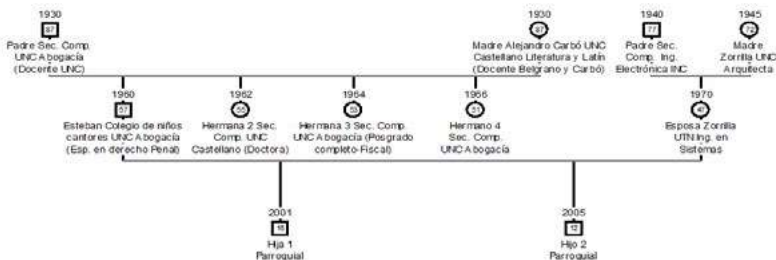 1930
87
Padre Sec. Comp.
UNC Abogacía
(Docente UNC)
1930
87
Madre Alejandro Carbó UNC
Castellano Literatura y Latín
(Docente Belgrano y Carbó)
1940
77
Padre Sec.
Comp. Ing.
Electrónica INC
1945
72
Madre
Zorrilla UNC
Arquitecta
1960
57
Esteban Colegio de niños
cantores UNC Abogacía
(Esp. en derecho Penal)
1962
55
Hermana 2 Sec.
Comp. UNC
Castellano (Doctora)
1964
53
Hermana 3 Sec. Comp
UNC Abogacía (Posgrado
completo-Fiscal)
1966
51
Hermano 4
Sec. Comp.
UNC Abogacía
1970
47
Esposa Zorrilla
UTN Ing. en
Sistemas
2001
16
Hija 1
Parroquial
2005
12
Hijo 2
Parroquial